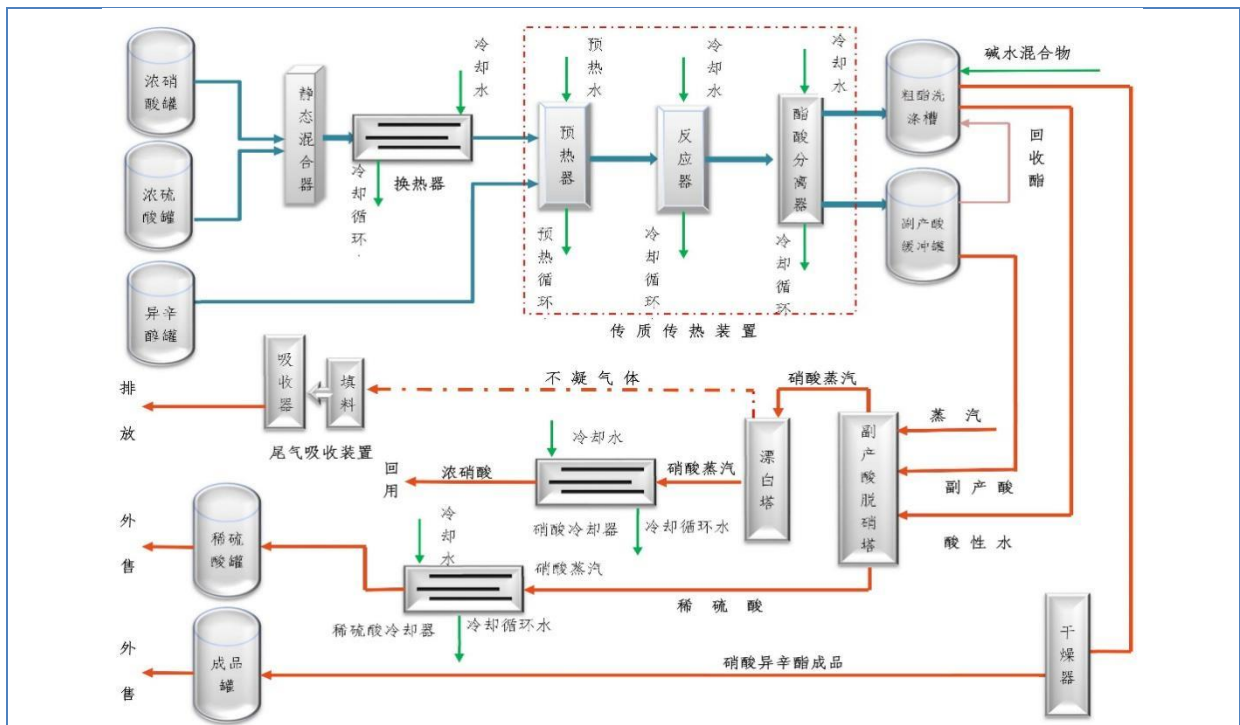 浓硝
酸罐
浓硫
酸罐
异辛
醇罐
静态混合器
冷却水
换热器
冷却循环
预热水
预热器
预热循环
冷却水
反应器
冷却循环
冷却水
酯酸分离器
冷却循环
传质传热装置
粗酯洗
涤槽
碱水混合物
回收酯
副产酸
缓冲罐
排放
吸收器
填料
尾气吸收装置
不凝气体
硝酸蒸汽
漂白塔
副产酸脱硝塔
蒸汽
副产酸
酸性水
冷却水
硝酸蒸汽
浓硝酸
回用
硝酸冷却器
冷却循环水
外售
稀硫
酸罐
冷却水
硝酸蒸汽
稀硫酸
稀硫酸冷却器
冷却循环水
外售
成品
罐
硝酸异辛酯成品
干燥器